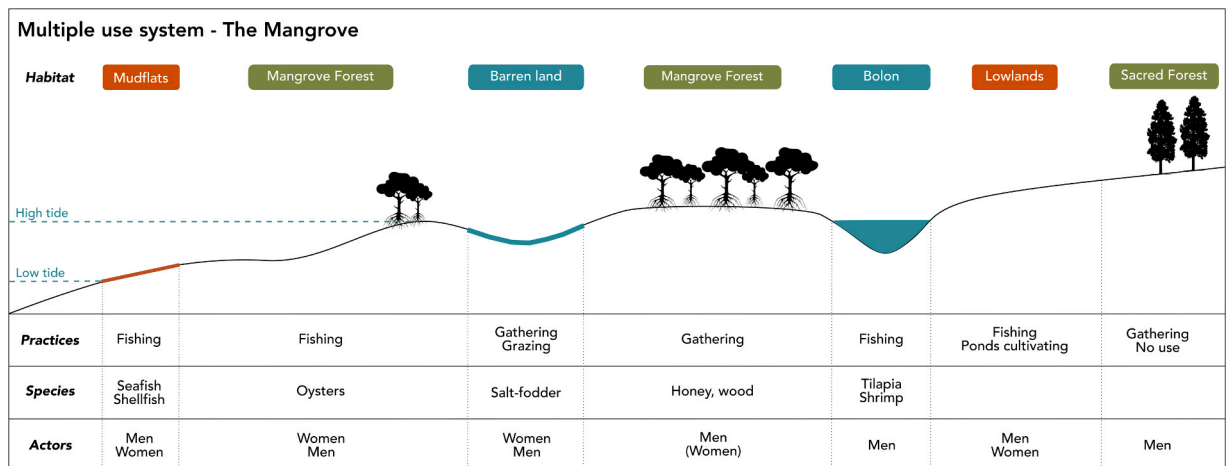 Multiple use system - The Mangrove
Habitat
Mudflats
Mangrove Forest
Barren land
Mangrove Forest
Bolon
Lowlands
Sacred Forest
High tide
Low tide
Practices
Fishing
Fishing
Gathering
Grazing
Gathering
Fishing
Fishing
Ponds cultivating
Gathering
No use
Species
Seafish
Shellfish
Oysters
Salt-fodder
Honey, wood
Tilapia
Shrimp
Actors
Men
Women
Women
Men
Women
Men
Men
(Women)
Men
Men
Women
Men